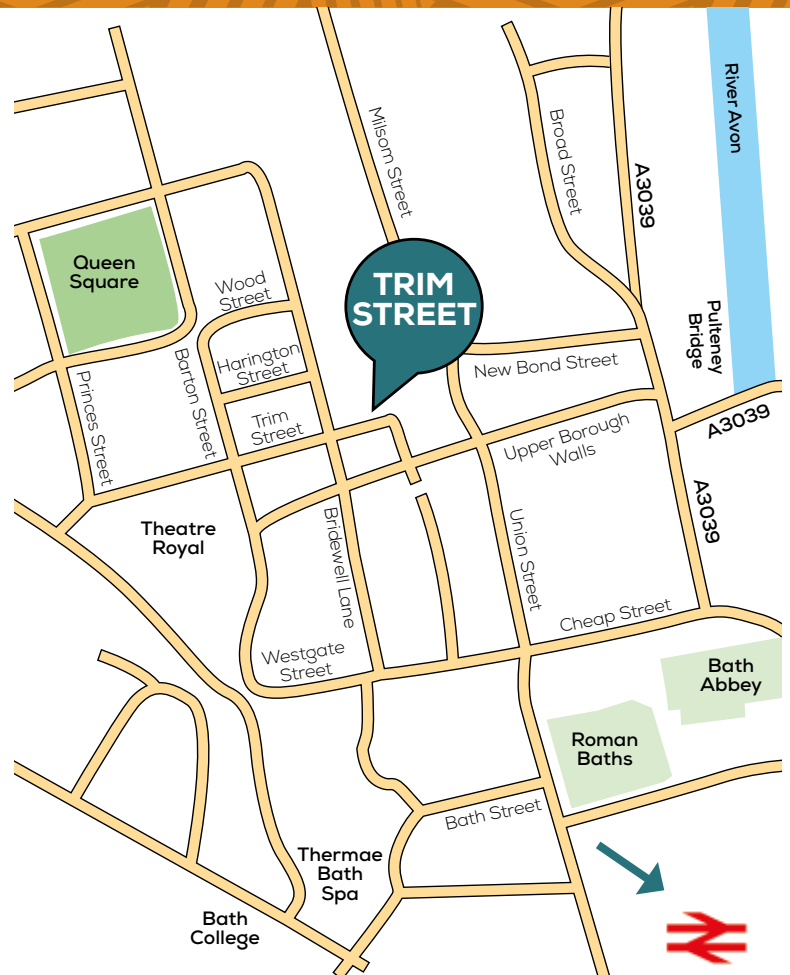 River Avon
Milsom Street
Broad Street
A3039
Queen
Square
Wood
Street
TRIM
STREET
Pulteney
Bridge
Harington
Street
New Bond Street
Barton Street
Princes Street
Trim
Street
A3039
Upper Borough
Walls
A3039
Theatre
Royal
Bridewell Lane
Union Street
Cheap Street
Westgate
Street
Bath
Abbey
Roman
Baths
Bath Street
Thermae
Bath
Spa
Bath
College